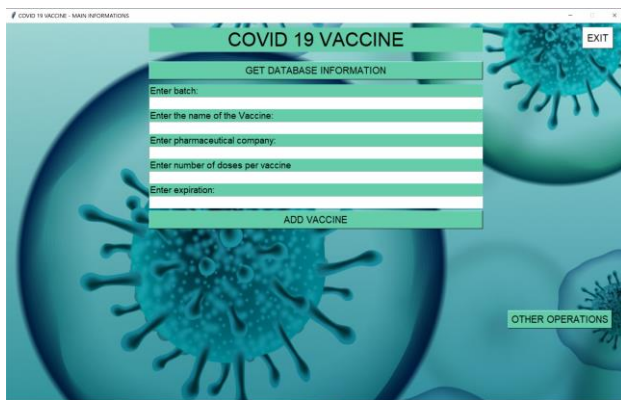 COVID 19 VACCINE - MAIN INFORMATIONS
COVID 19 VACCINE
EXIT
GET DATABASE INFORMATION
Enter batch:
Enter the name of the Vaccine:
Enter pharmaceutical company:
Enter number of doses per vaccine
Enter expiration:
ADD VACCINE
OTHER OPERATIONS